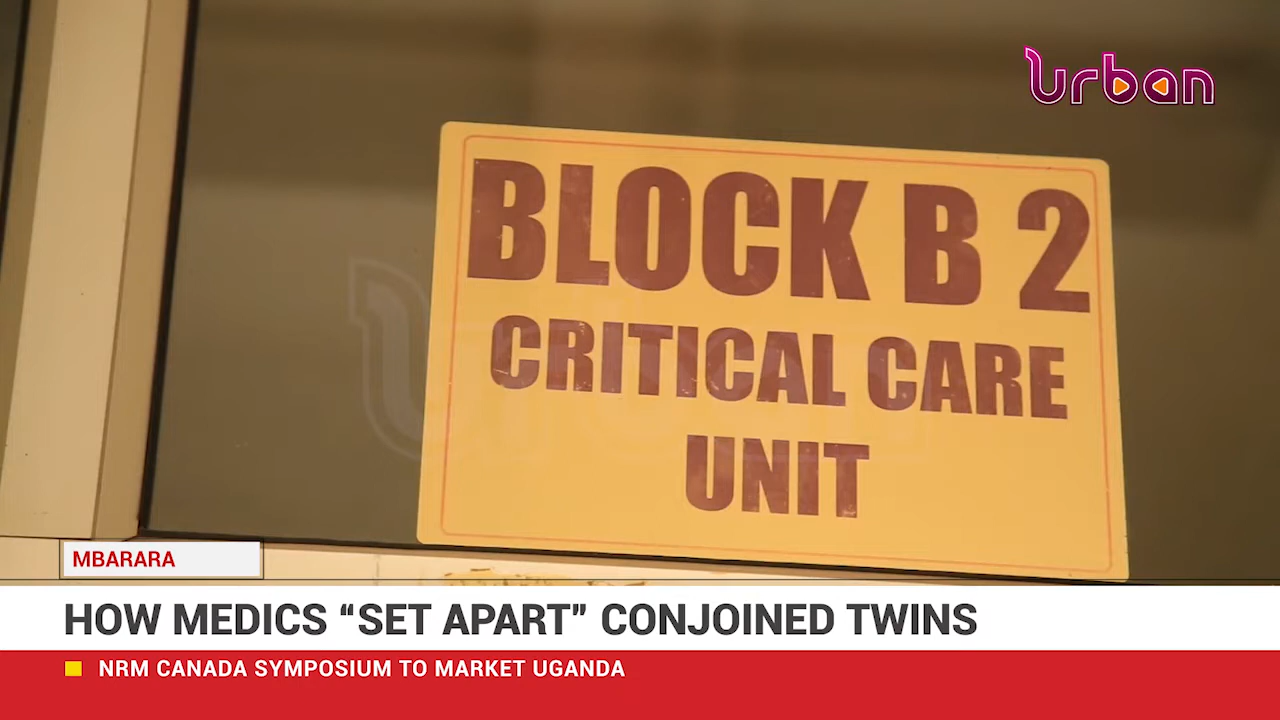 Urban
BLOCK B 2
CRITICAL CARE
UNIT
MBARARA
HOW MEDICS “SET APART” CONJOINED TWINS
NRM CANADA SYMPOSIUM TO MARKET UGANDA